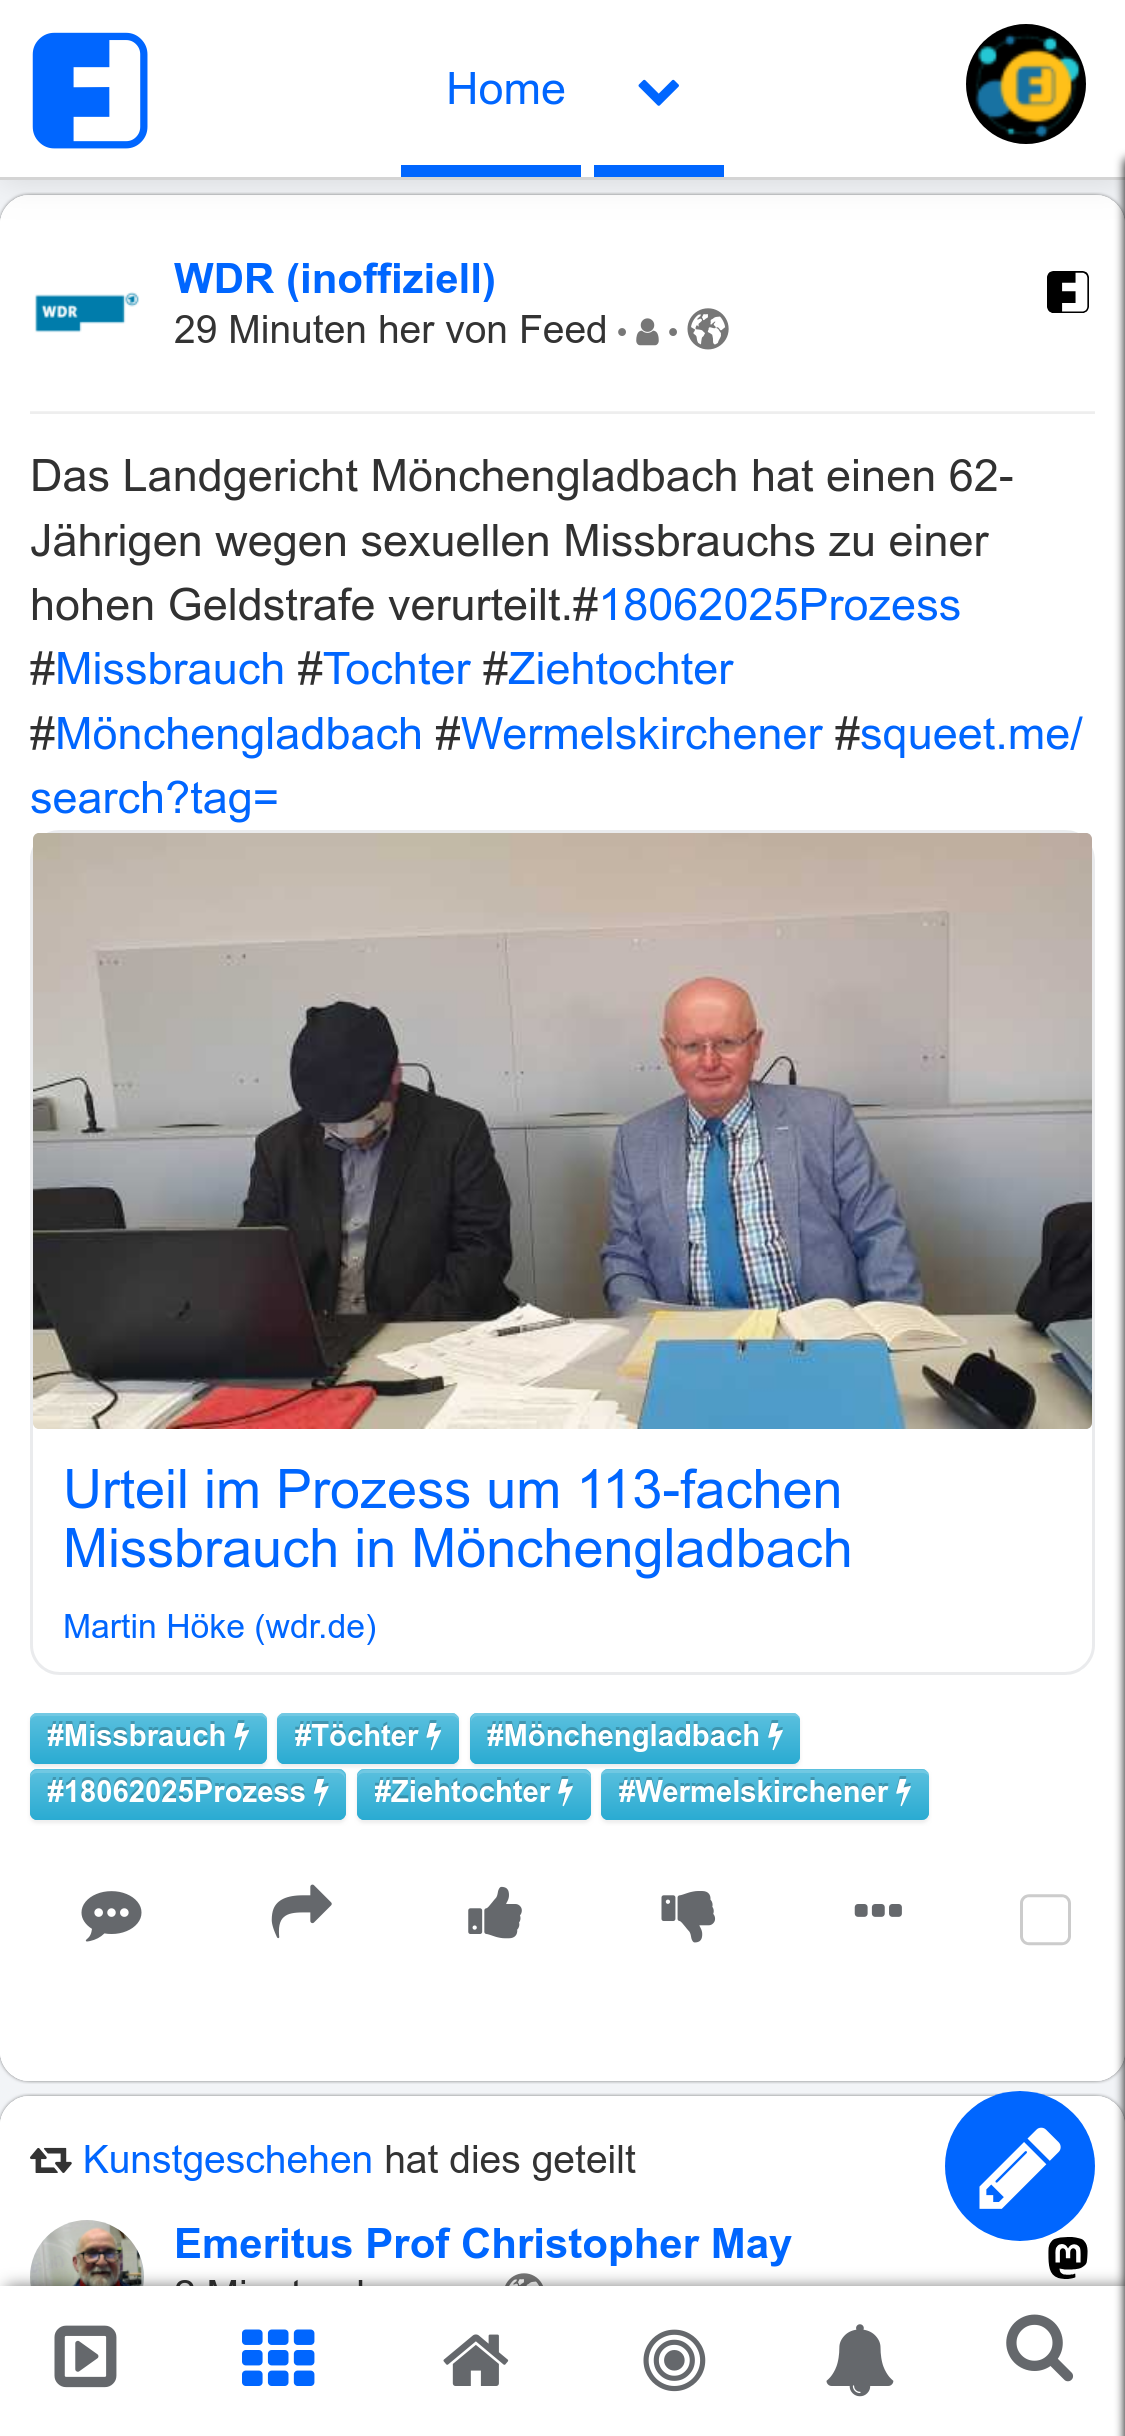 Home
WDR
WDR (inoffiziell)
29 Minuten her von Feed
Das Landgericht Mönchengladbach hat einen 62-
Jährigen wegen sexuellen Missbrauchs zu einer
hohen Geldstrafe verurteilt.#18062025Prozess
#Missbrauch #Tochter #Ziehtochter
#Mönchengladbach #Wermelskirchener #squeet.me/
search?tag=
Urteil im Prozess um 113-fachen
Missbrauch in Mönchengladbach
Martin Höke (wdr.de)
#Missbrauch #Töchter #Mönchengladbach
#18062025Prozess #Ziehtochter #Wermelskirchener
Kunstgeschehen hat dies geteilt
Emeritus Prof Christopher May